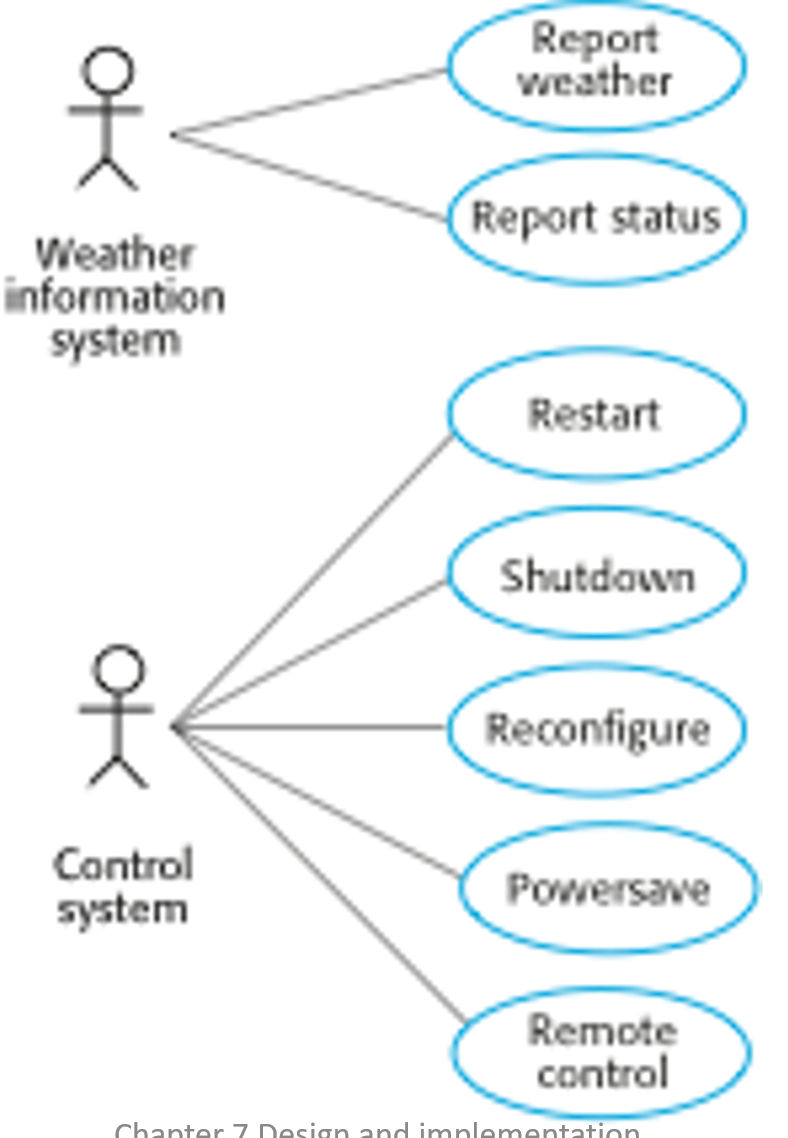 Report
weather
Report status
Weather
information
system
Restart
Shutdown
Reconfigure
Powersave
Remote
control
Control
system
Chapter 7 Design and implementation